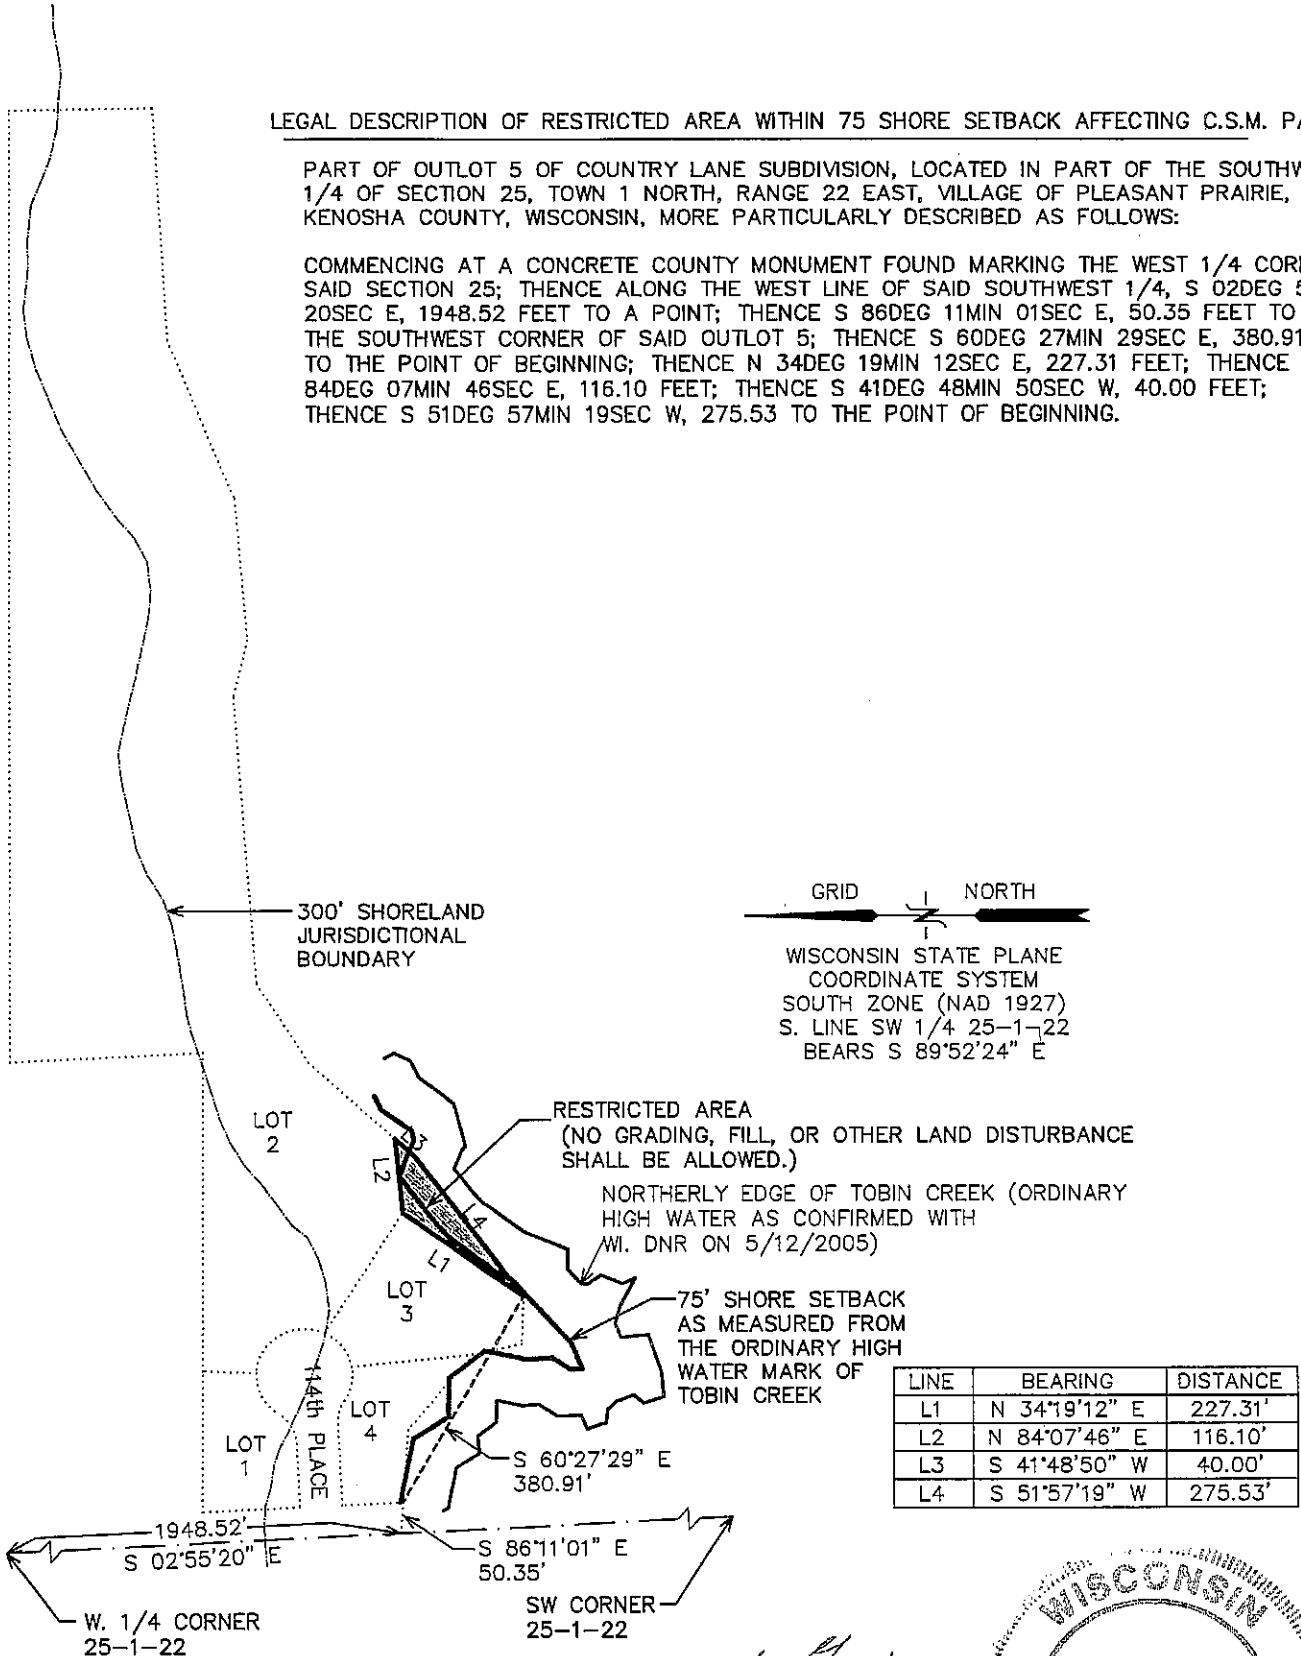 LEGAL DESCRIPTION OF RESTRICTED AREA WITHIN 75 SHORE SETBACK AFFECTING C.S.M.
PART OF OUTLOT 5 OF COUNTRY LANE SUBDIVISION, LOCATED IN PART OF THE
1/4 OF SECTION 25, TOWN 1 NORTH, RANGE 22 EAST, VILLAGE OF PLEASANT PRAIRIE,
KENOSHA COUNTY, WISCONSIN, MORE PARTICULARLY DESCRIBED AS FOLLOWS:
COMMENCING AT A CONCRETE COUNTY MONUMENT FOUND MARKING THE WEST 1/4
SAID SECTION 25; THENCE ALONG THE WEST LINE OF SAID SOUTHWEST 1/4, S 02DEG
20SEC E, 1948.52 FEET TO A POINT; THENCE S 86DEG 11MIN 01SEC E, 50.35 FEET TO
THE SOUTHWEST CORNER OF SAID OUTLOT 5; THENCE S 60DEG 27MIN 29SEC E, 380.91
TO THE POINT OF BEGINNING; THENCE N 34DEG 19MIN 12SEC E, 227.31 FEET; THENCE
84DEG 07MIN 46SEC E, 116.10 FEET; THENCE S 41DEG 48MIN 50SEC W, 40.00 FEET;
THENCE S 51DEG 57MIN 19SEC W, 275.53 TO THE POINT OF BEGINNING.
300' SHORELAND
JURISDICTIONAL
BOUNDARY
GRID NORTH
WISCONSIN STATE PLANE
COORDINATE SYSTEM
SOUTH ZONE (NAD 1927)
S. LINE SW 1/4 25-1-22
BEARS S 89°52'24" E
LOT
2
RESTRICTED AREA
(NO GRADING, FILL, OR OTHER LAND DISTURBANCE
SHALL BE ALLOWED.)
L3
L2
L4
L1
NORTHERLY EDGE OF TOBIN CREEK (ORDINARY
HIGH WATER AS CONFIRMED WITH
WI. DNR ON 5/12/2005)
LOT
3
75' SHORE SETBACK
AS MEASURED FROM
THE ORDINARY HIGH
WATER MARK OF
TOBIN CREEK
114th PLACE
LOT
4
LOT
1
LINE BEARING DISTANCE
L1 N 34°19'12" E 227.31'
L2 N 84°07'46" E 116.10'
L3 S 41°48'50" W 40.00'
L4 S 51°57'19" W 275.53'
S 60°27'29" E
380.91'
1948.52'
S 02°55'20" E
S 86°11'01" E
50.35'
W. 1/4 CORNER
25-1-22
SW CORNER
25-1-22
WISCONSIN